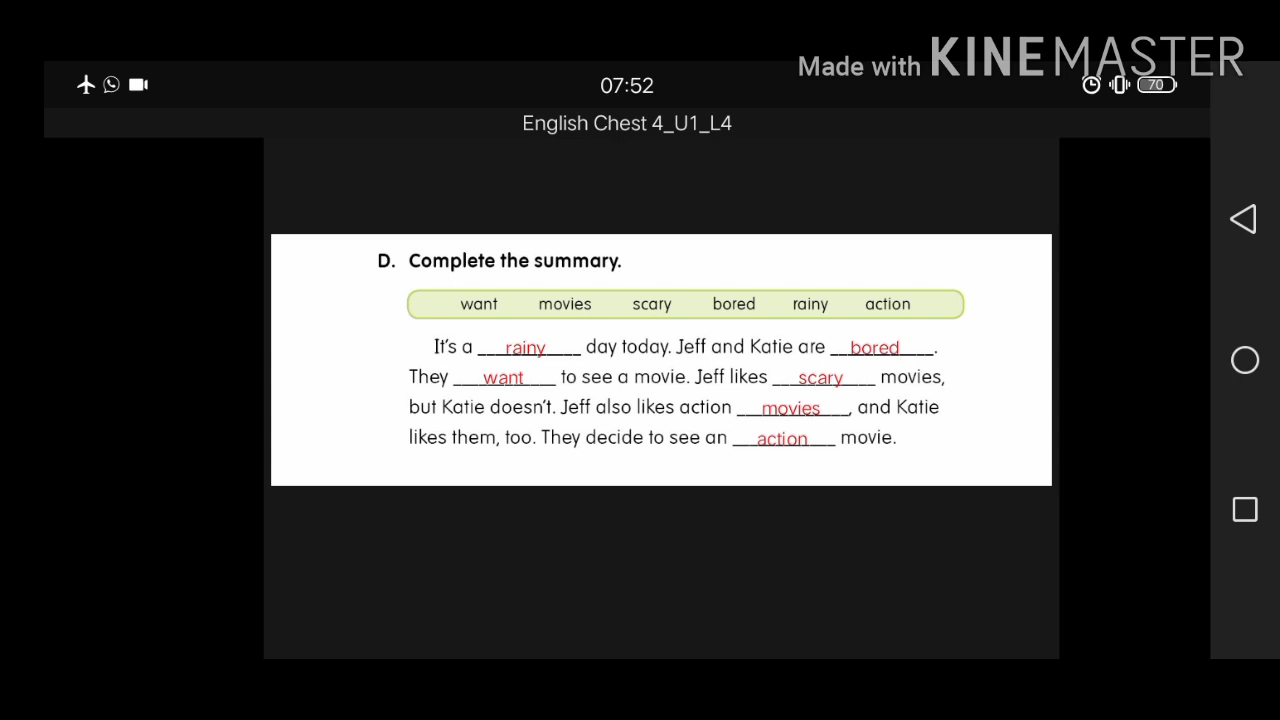 Made with KINEMASTER
07:52
70
English Chest 4_U1_L4
D. Complete the summary.
want movies scary bored rainy action
It's a ___rainy___ day today. Jeff and Katie are ___bored___.
They ___want___ to see a movie. Jeff likes ___scary___ movies,
but Katie doesn't. Jeff also likes action ___movies___, and Katie
likes them, too. They decide to see an ___action___ movie.